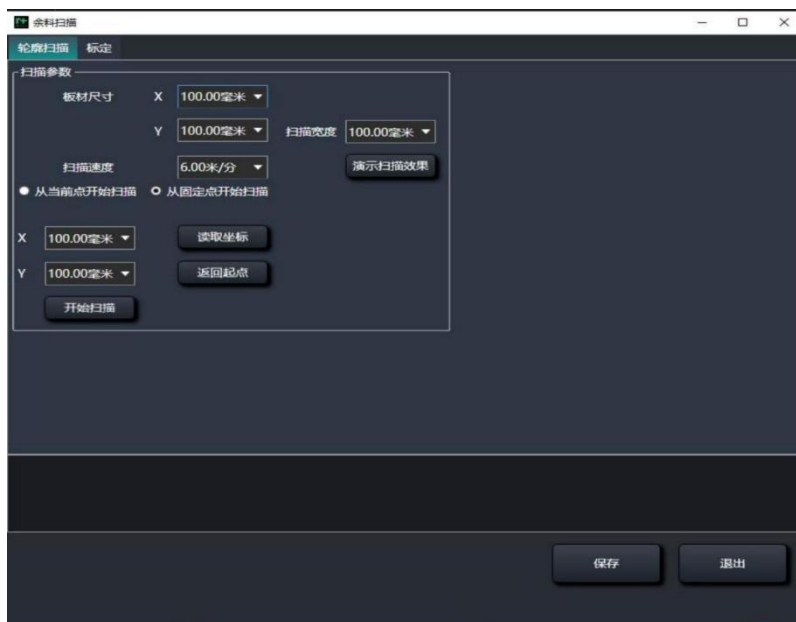 余料扫描
轮廓扫描 标定
扫描参数
板材尺寸 X 100.00毫米
Y 100.00毫米 扫描宽度 100.00毫米
扫描速度 6.00米/分 演示扫描效果
从当前点开始扫描 从固定点开始扫描
X 100.00毫米 读取坐标
Y 100.00毫米 返回起点
开始扫描
保存 退出